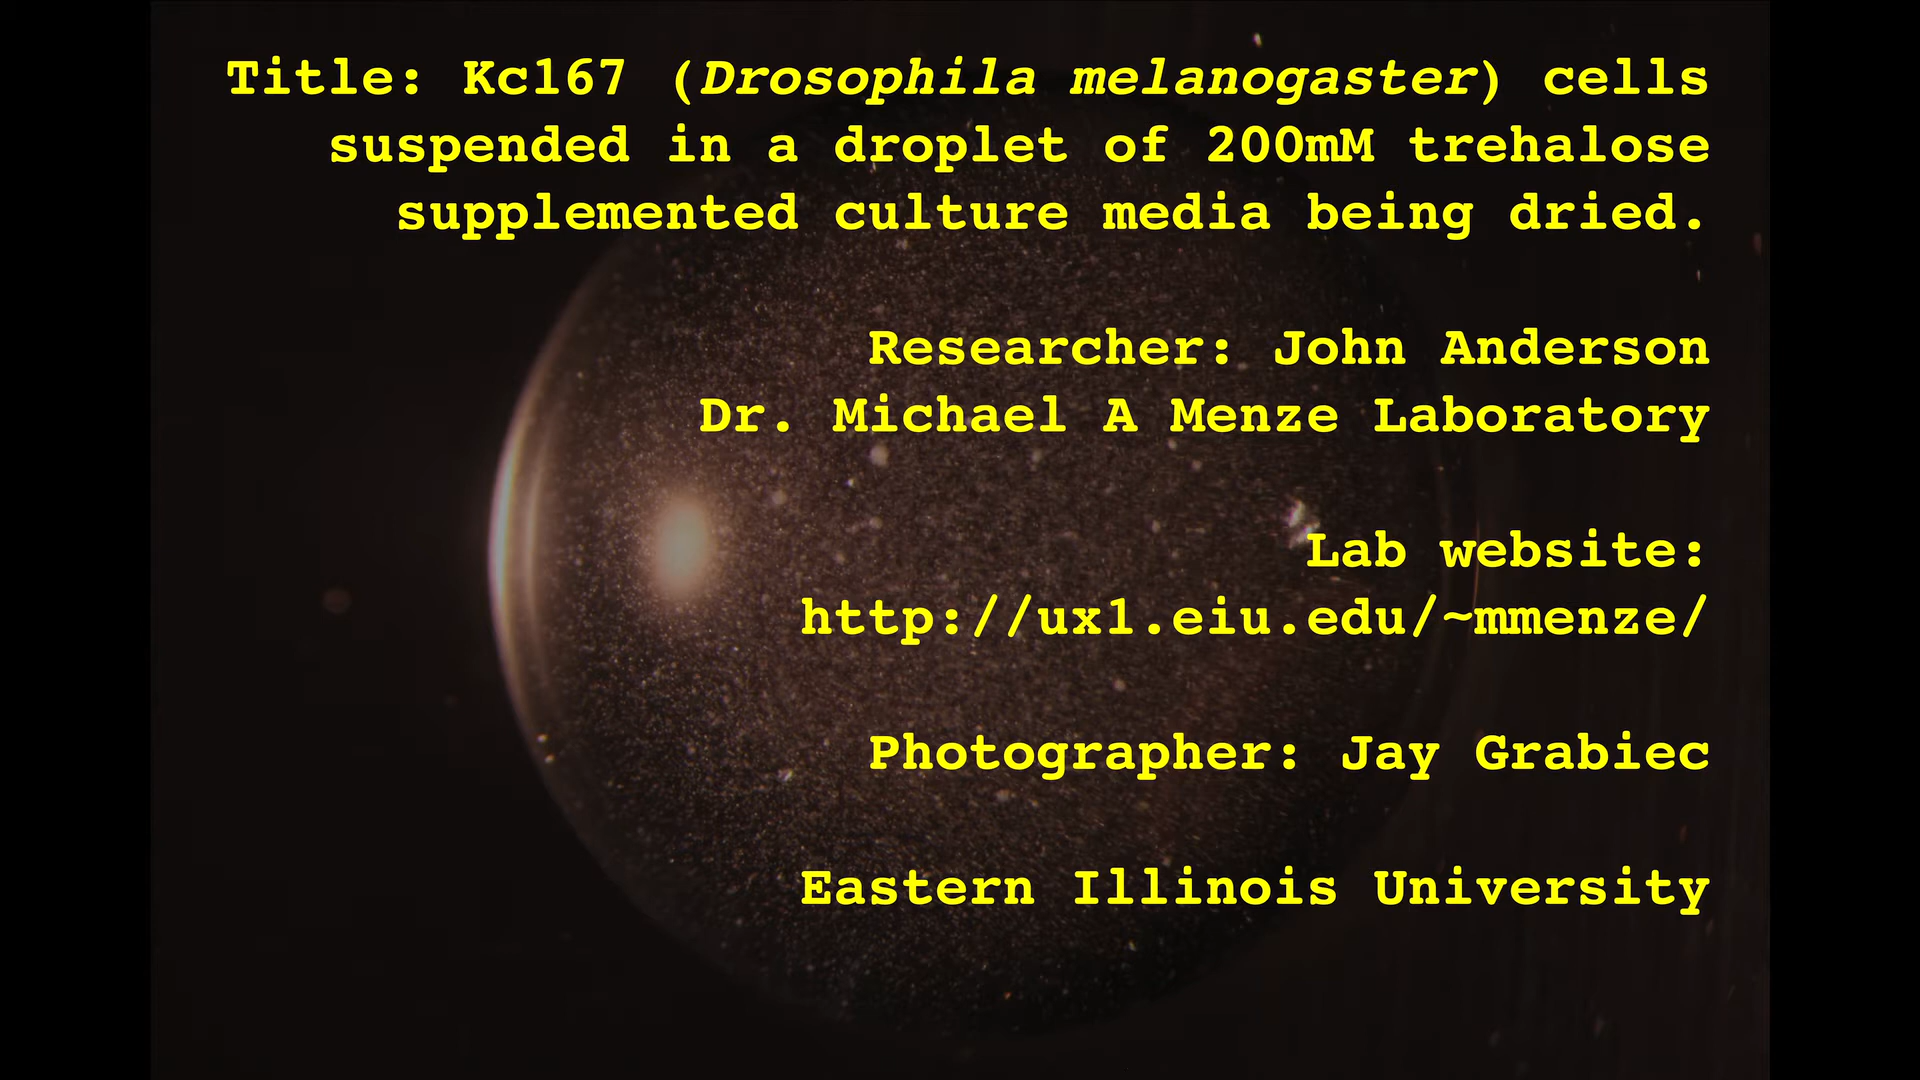 Title: Kc167 (Drosophila melanogaster) cells
suspended in a droplet of 200mM trehalose
supplemented culture media being dried.
Researcher: John Anderson
Dr. Michael A Menze Laboratory
Lab website:
http://ux1.eiu.edu/~mmenze/
Photographer: Jay Grabiec
Eastern Illinois University